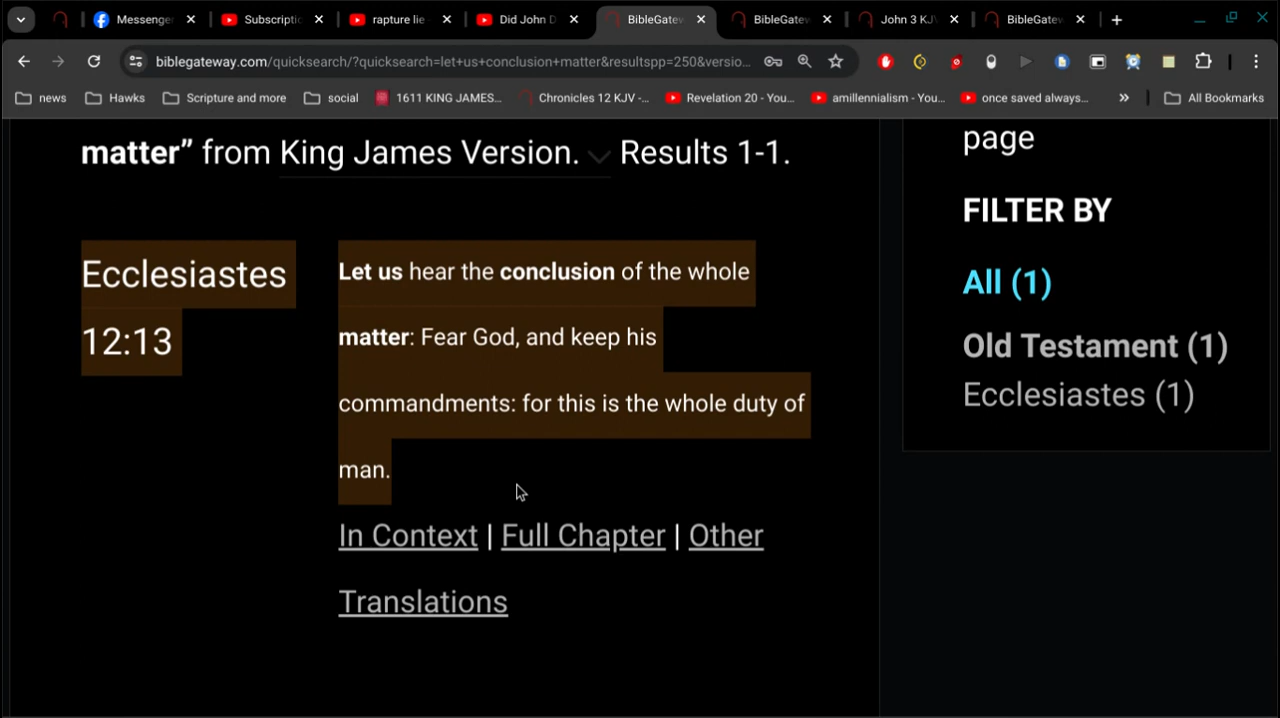 Messenger
Subscriptio
rapture lie -
Did John D
BibleGatew
BibleGatew
John 3 KJV
BibleGatew
biblegateway.com/quicksearch/?quicksearch=let+us+conclusion+matter&resultspp=250&versio...
news
Hawks
Scripture and more
social
1611 KING JAMES...
Chronicles 12 KJV -...
Revelation 20 - You...
amillennialism - You...
once saved always...
»
All Bookmarks
matter” from King James Version. Results 1-1.
Ecclesiastes
12:13
Let us hear the conclusion of the whole
matter: Fear God, and keep his
commandments: for this is the whole duty of
man.
In Context | Full Chapter | Other
Translations
page
FILTER BY
All (1)
Old Testament (1)
Ecclesiastes (1)